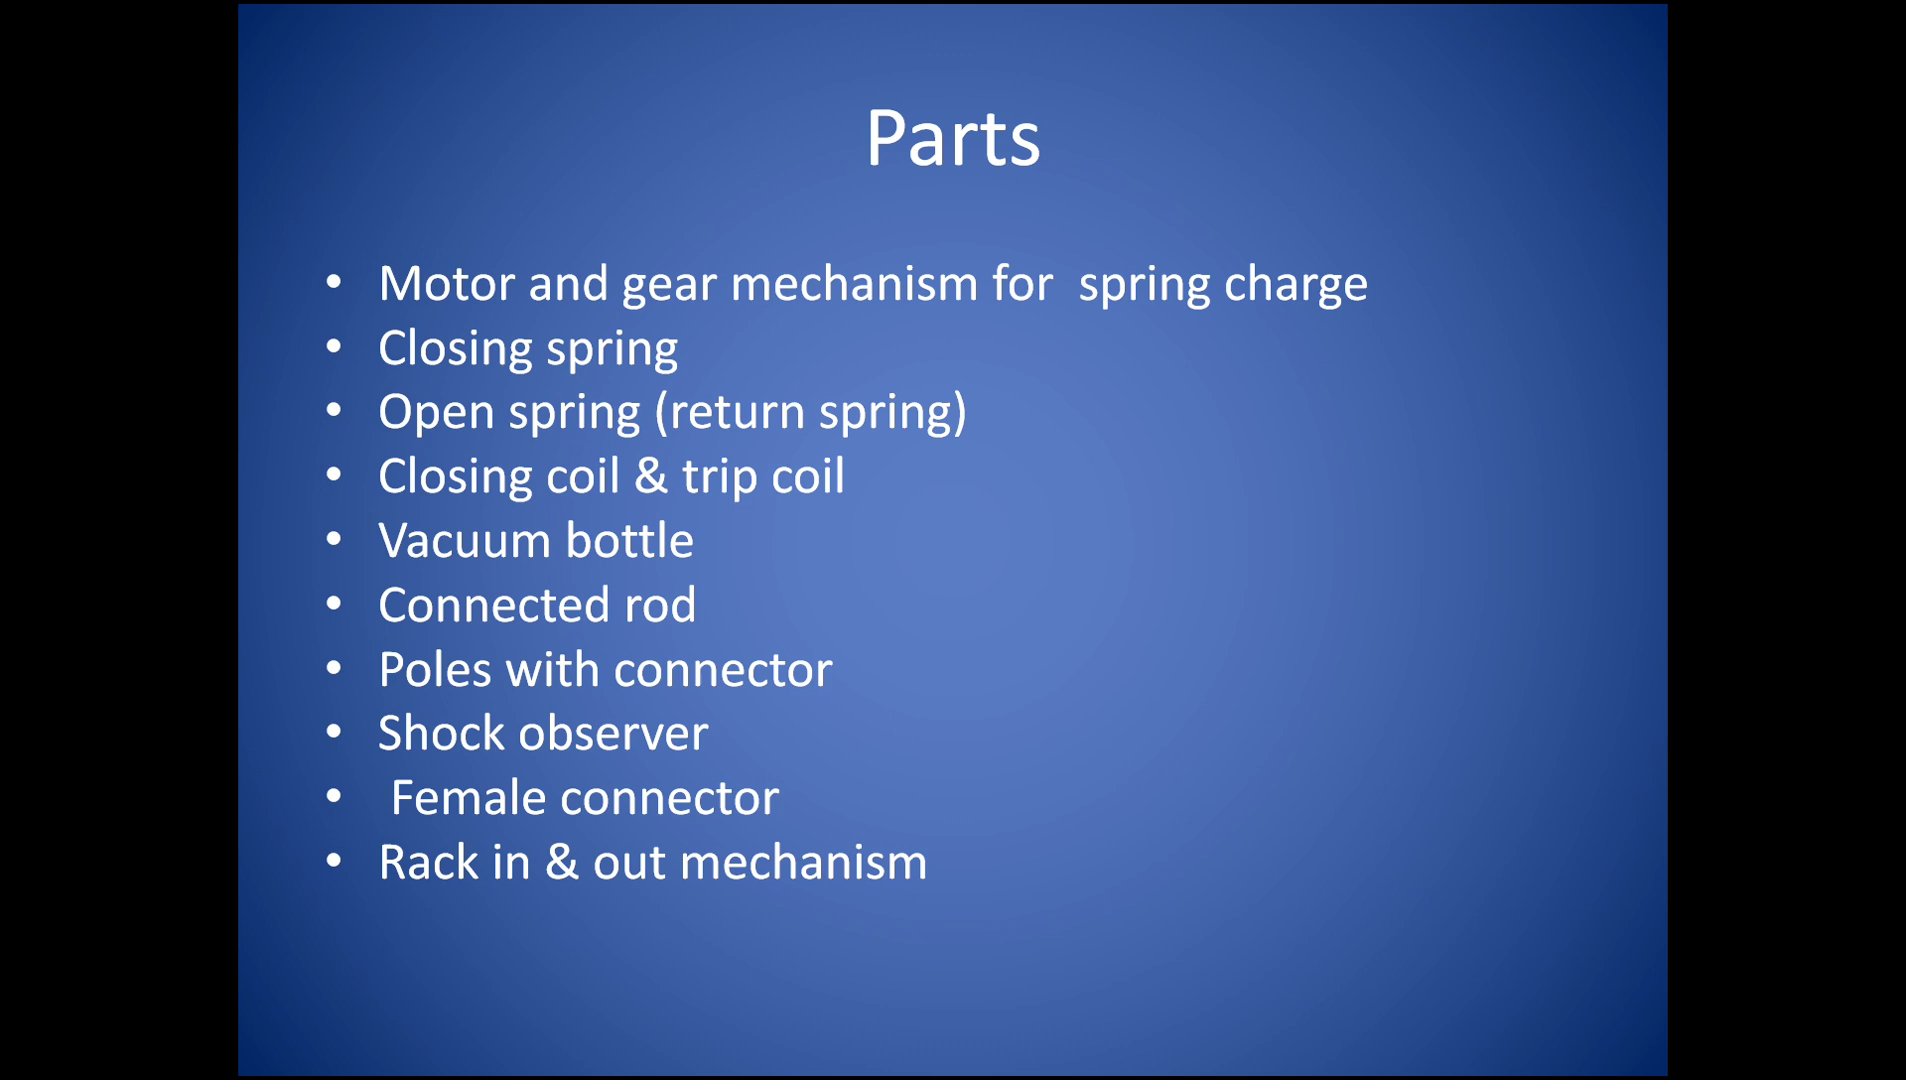 Parts
• Motor and gear mechanism for  spring charge
• Closing spring
• Open spring (return spring)
• Closing coil & trip coil
• Vacuum bottle
• Connected rod
• Poles with connector
• Shock observer
•  Female connector
• Rack in & out mechanism